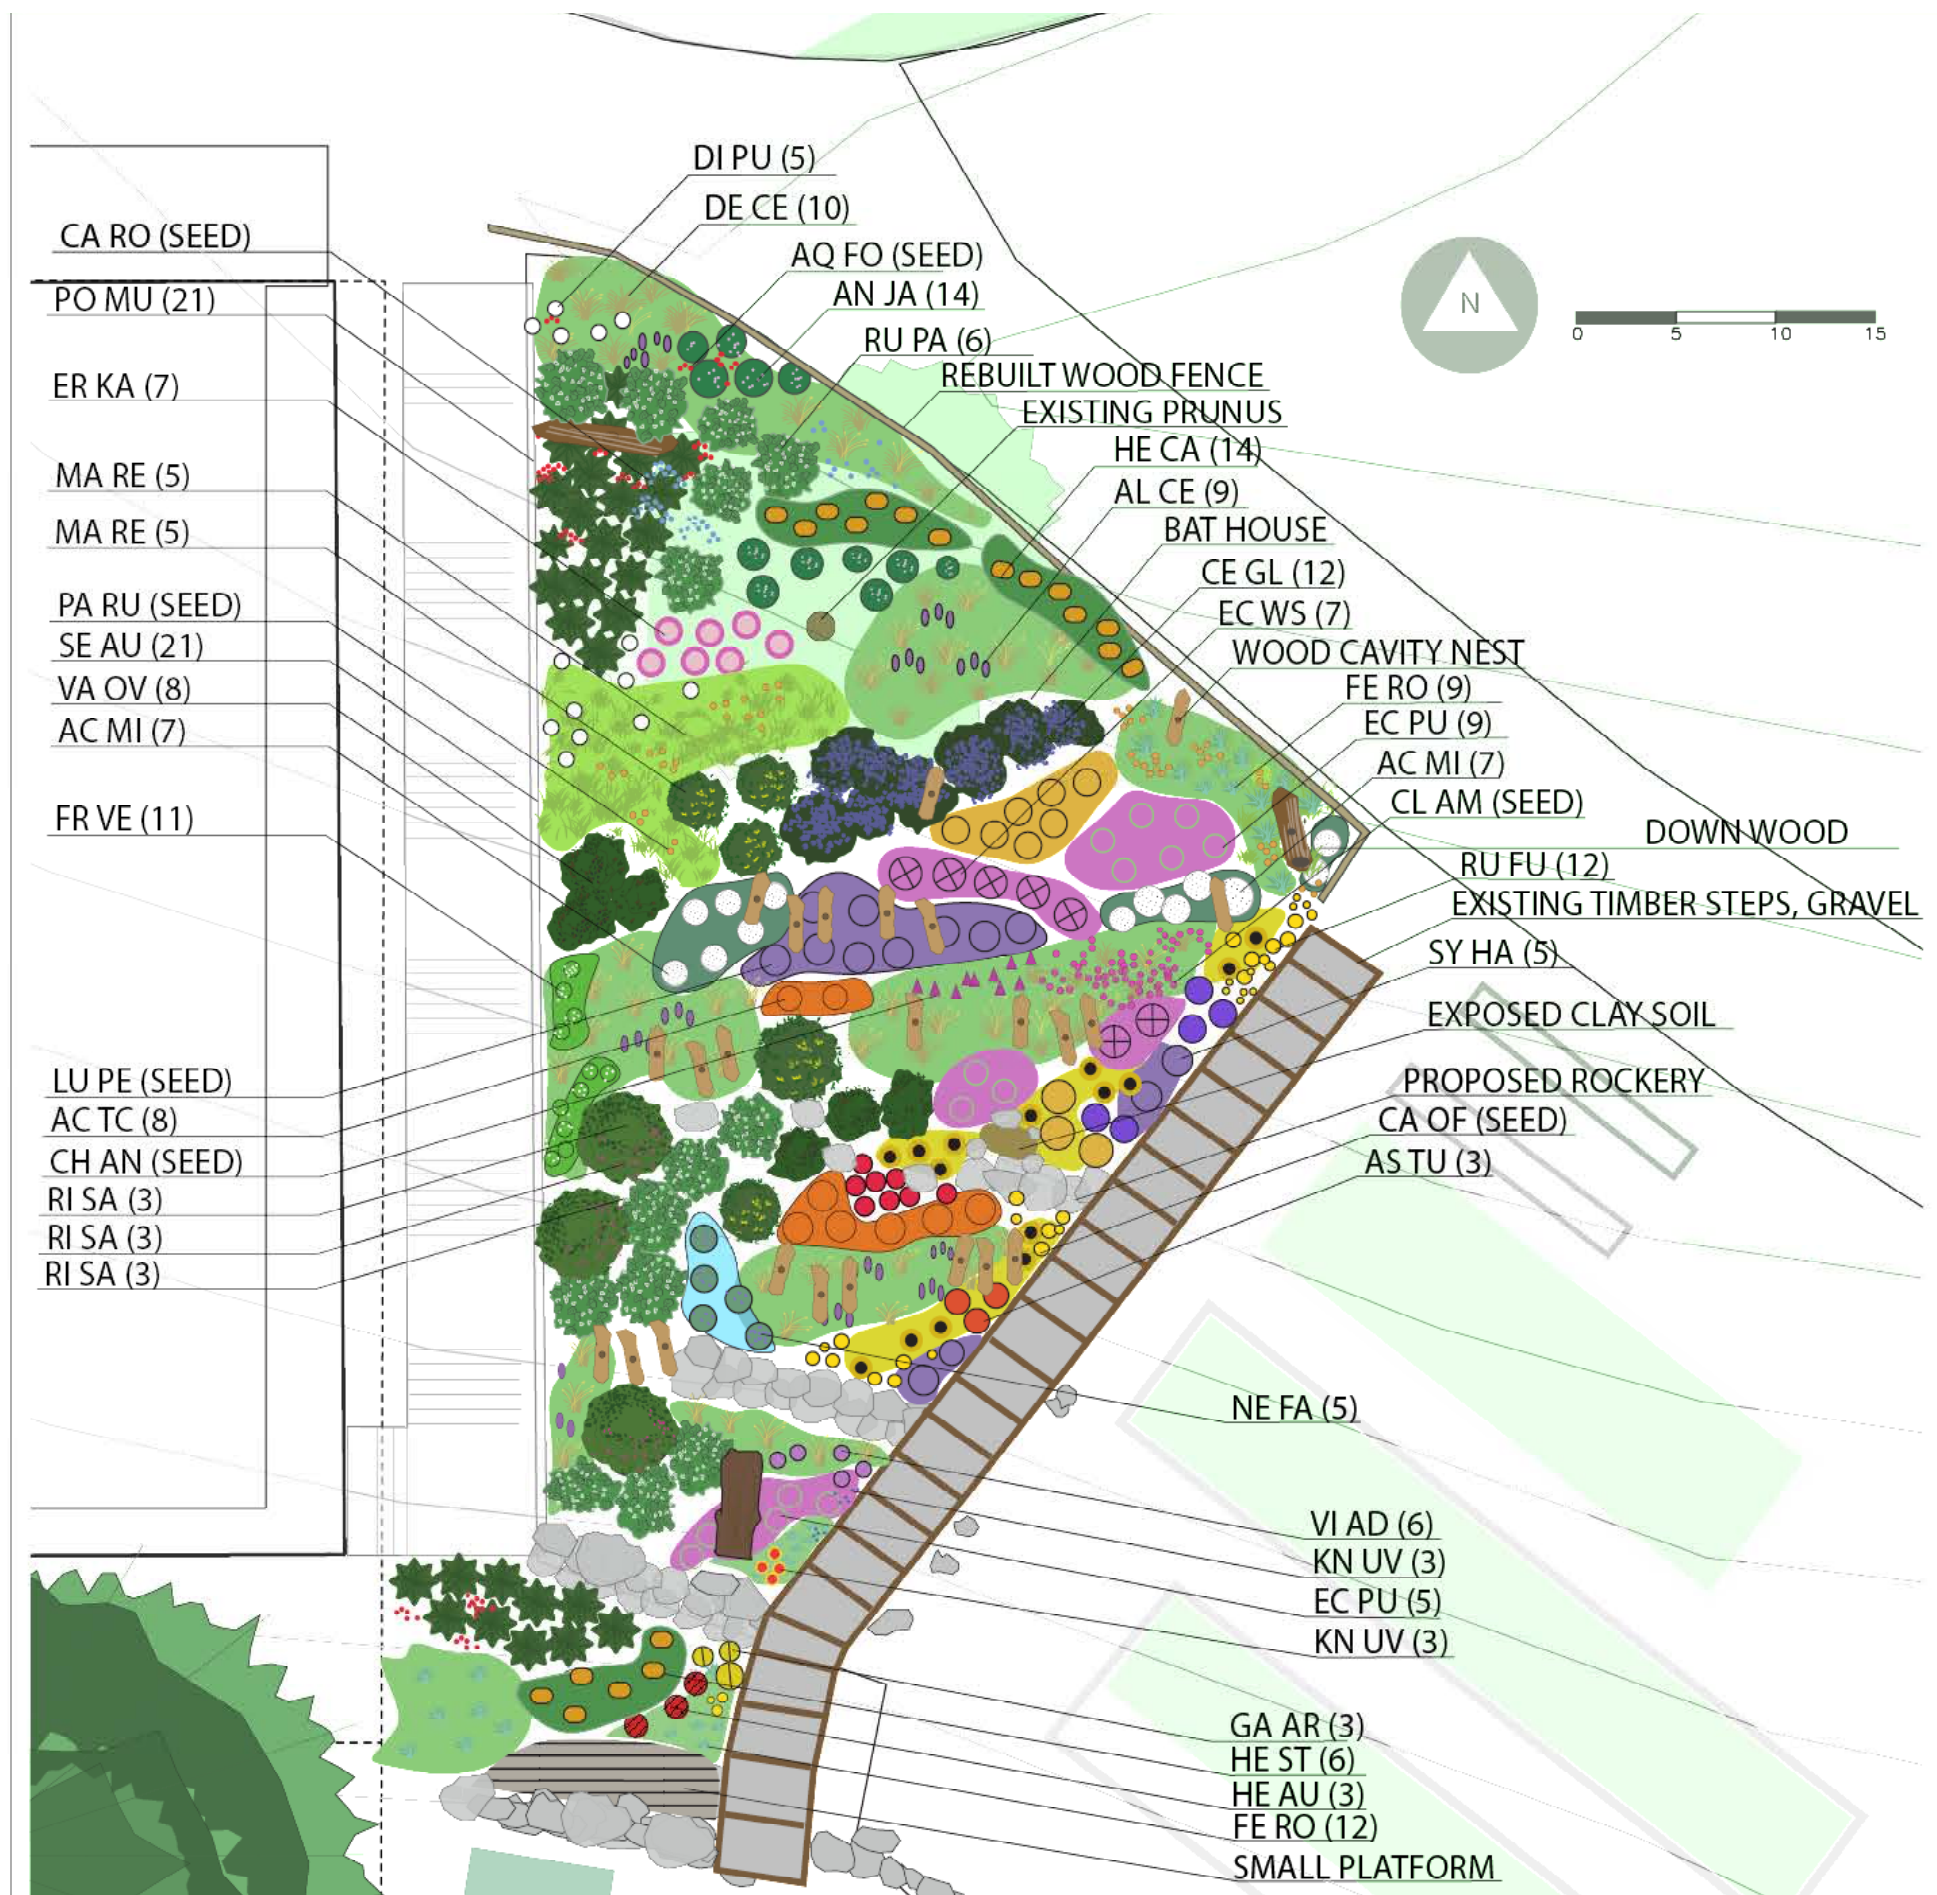 DI PU (5)
DE CE (10)
AQ FO (SEED)
AN JA (14)
RU PA (6)
REBUILT WOOD FENCE
EXISTING PRUNUS
HE CA (14)
AL CE (9)
BAT HOUSE
CE GL (12)
EC WS (7)
WOOD CAVITY NEST
FE RO (9)
EC PU (9)
AC MI (7)
CL AM (SEED)
DOWN WOOD
RU FU (12)
EXISTING TIMBER STEPS, GRAVEL
SY HA (5)
EXPOSED CLAY SOIL
PROPOSED ROCKERY
CA OF (SEED)
AS TU (3)
NE FA (5)
VI AD (6)
KN UV (3)
EC PU (5)
KN UV (3)
GA AR (3)
HE ST (6)
HE AU (3)
FE RO (12)
SMALL PLATFORM
CA RO (SEED)
PO MU (21)
ER KA (7)
MA RE (5)
MA RE (5)
PA RU (SEED)
SE AU (21)
VA OV (8)
AC MI (7)
FR VE (11)
LU PE (SEED)
AC TC (8)
CH AN (SEED)
RI SA (3)
RI SA (3)
RI SA (3)
N
0 5 10 15